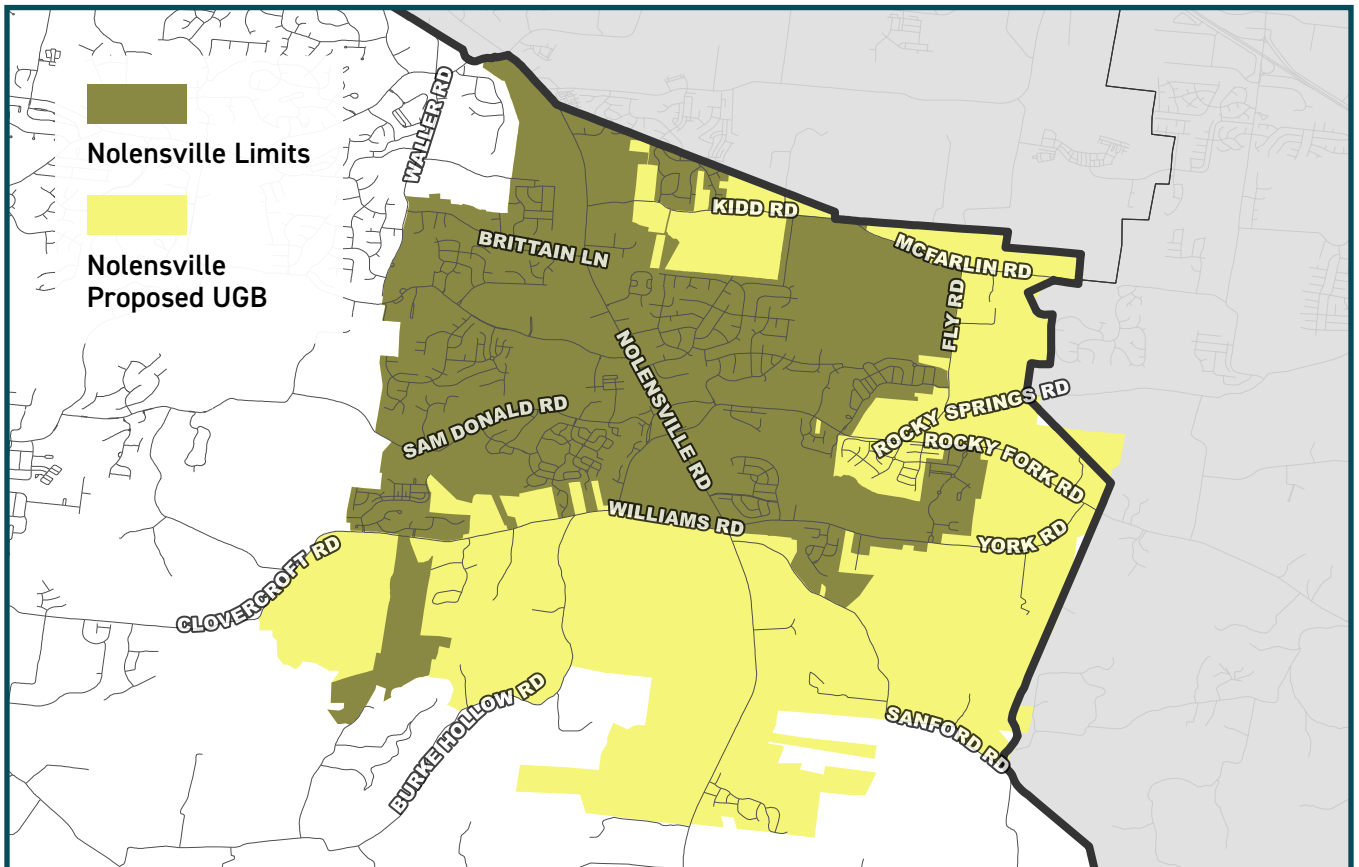 Nolensville Limits
Nolensville
Proposed UGB
WALLER RD
KIDD RD
BRITTAIN LN
MCFARLIN RD
FLY RD
NOLENSVILLE RD
SAM DONALD RD
ROCKY SPRINGS RD
ROCKY FORK RD
WILLIAMS RD
YORK RD
CLOVERCROFT RD
BURKE HOLLOW RD
SANFORD RD